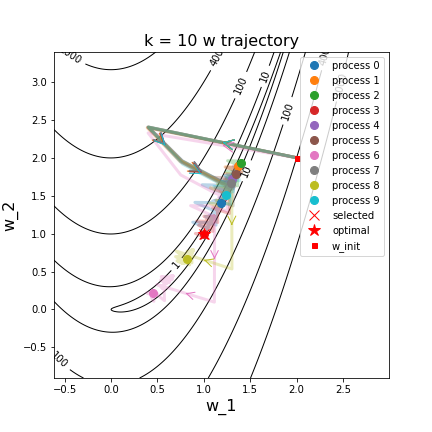 k = 10 w trajectory
w_2
3.0
2.5
2.0
1.5
1.0
0.5
0.0
−0.5
−0.5
0.0
0.5
1.0
1.5
2.0
2.5
w_1
400
100
10
100
10
1
100
process 0
process 1
process 2
process 3
process 4
process 5
process 6
process 7
process 8
process 9
selected
optimal
w_init